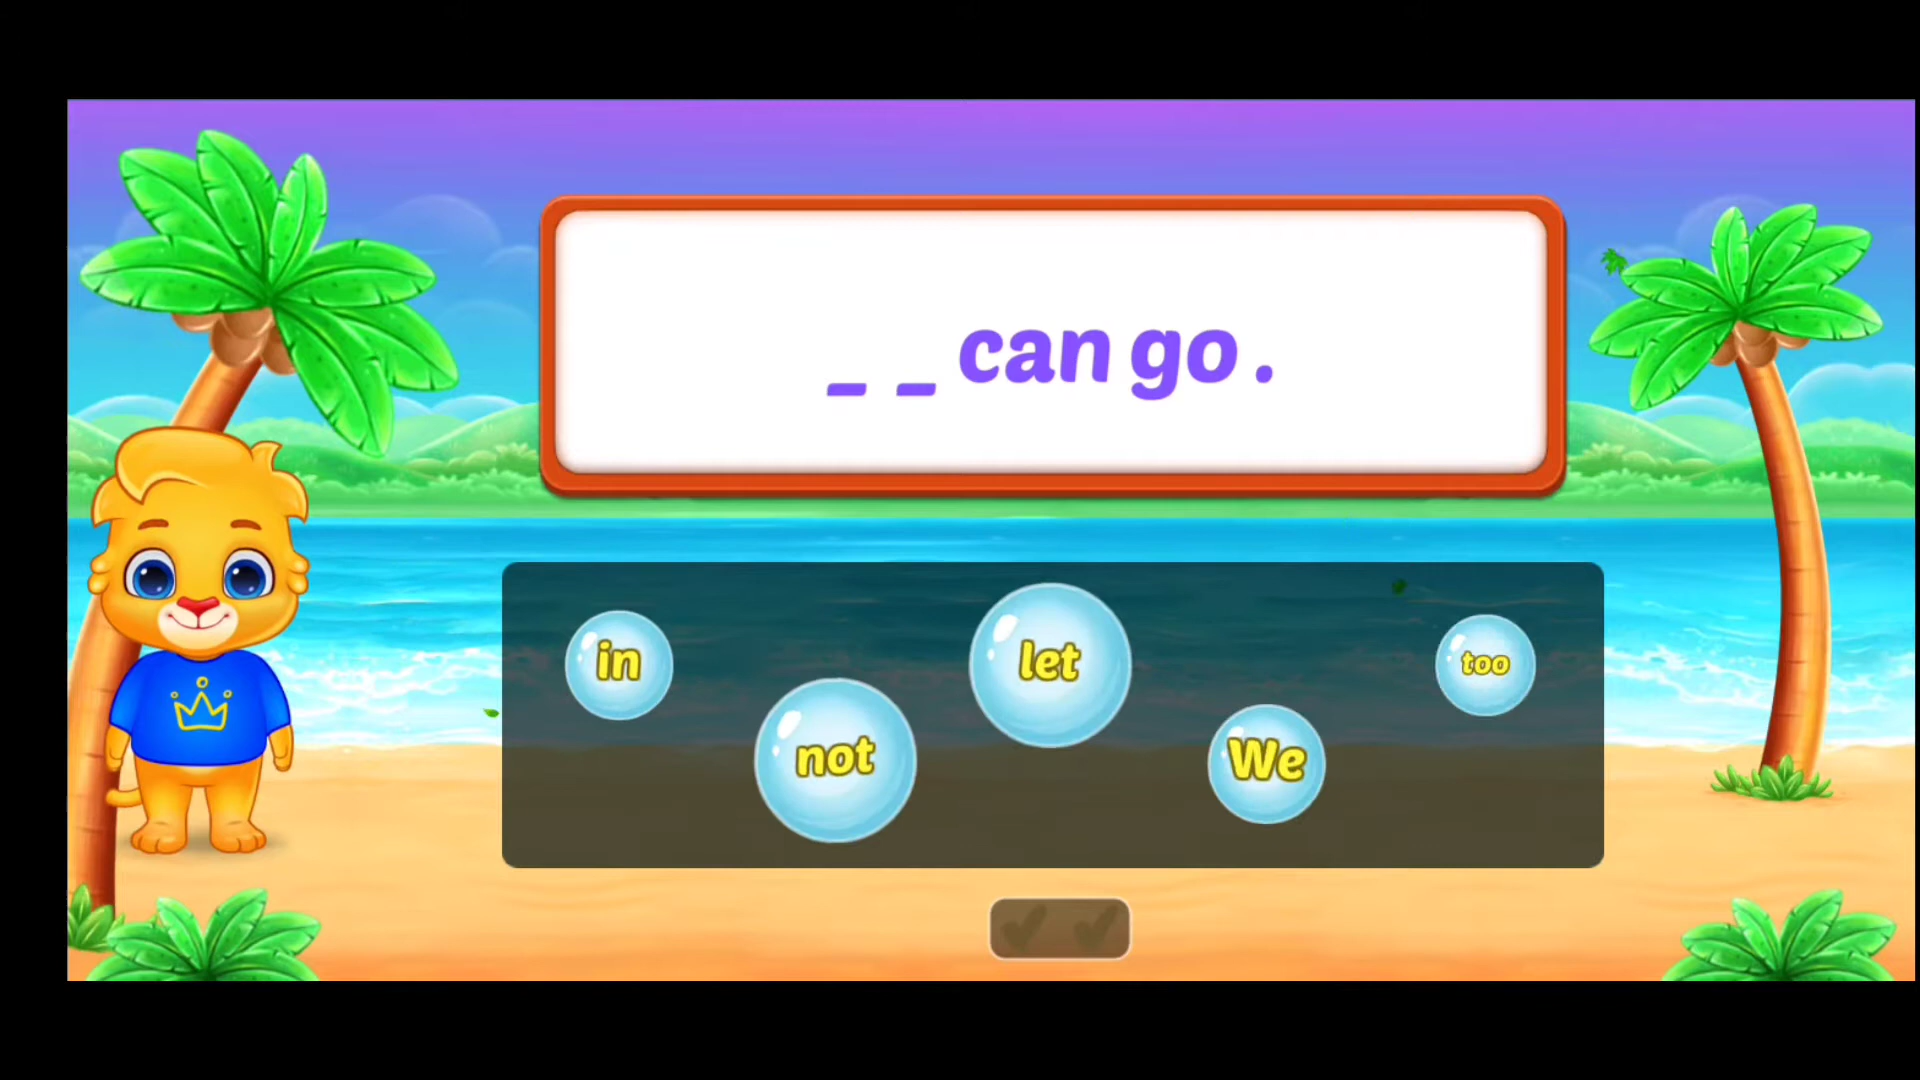 _ _ can go .
in
let
too
not
We